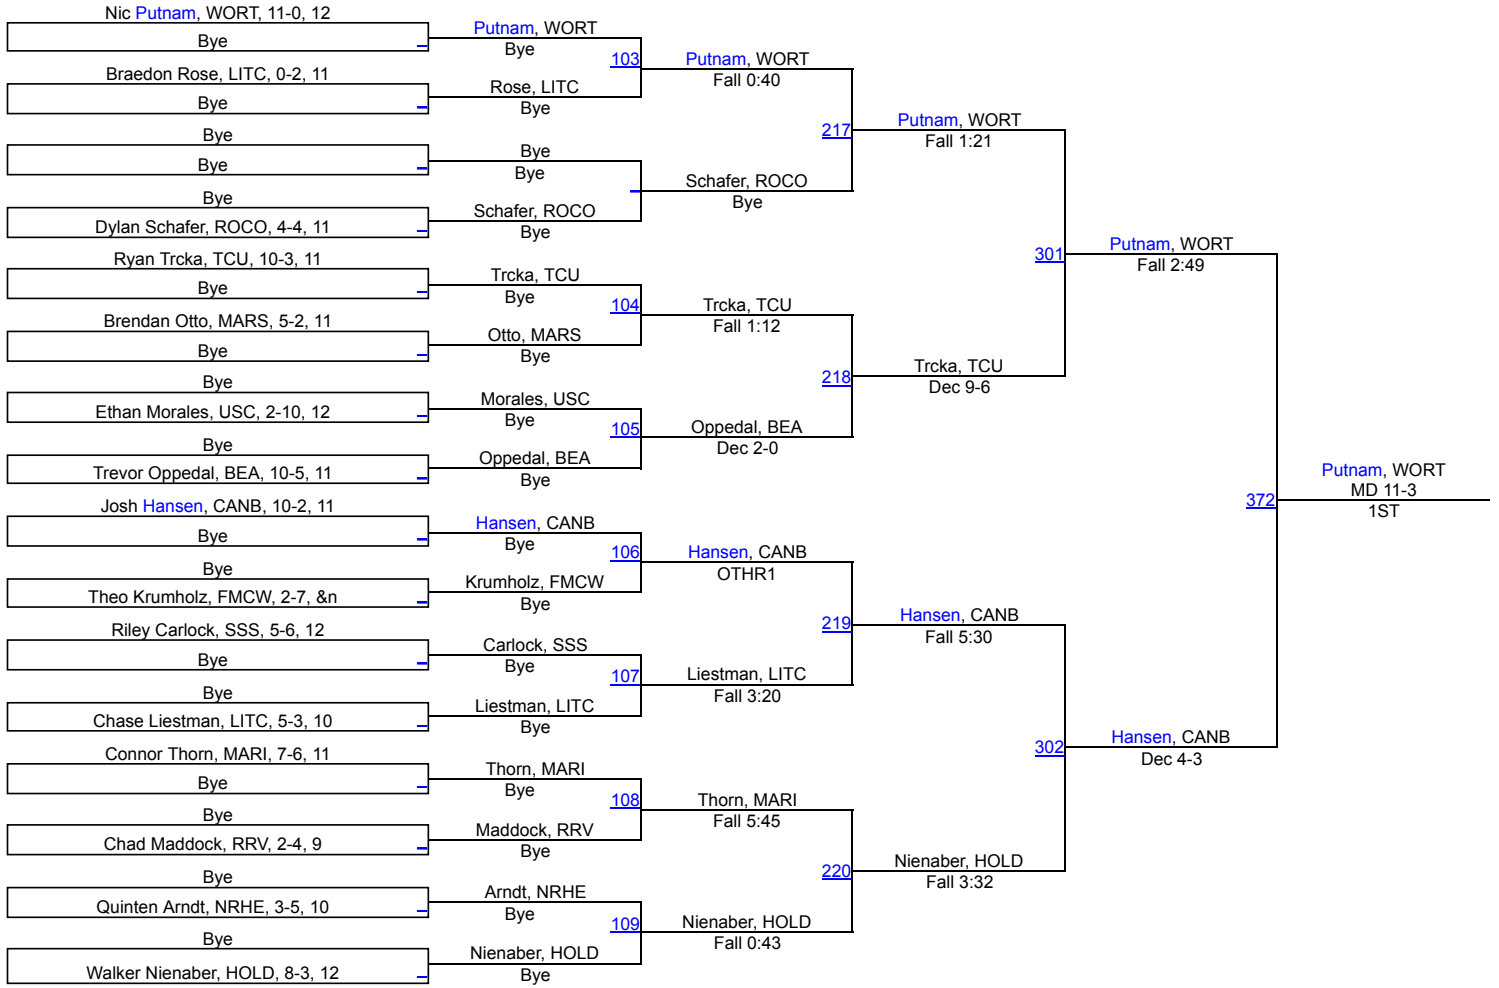 Nic Putnam, WORT, 11-0, 12
Bye
Braedon Rose, LITC, 0-2, 11
Bye
Bye
Bye
Bye
Dylan Schafer, ROCO, 4-4, 11
Ryan Trcka, TCU, 10-3, 11
Bye
Brendan Otto, MARS, 5-2, 11
Bye
Bye
Ethan Morales, USC, 2-10, 12
Bye
Trevor Oppedal, BEA, 10-5, 11
Josh Hansen, CANB, 10-2, 11
Bye
Bye
Theo Krumholz, FMCW, 2-7, &n
Riley Carlock, SSS, 5-6, 12
Bye
Bye
Chase Liestman, LITC, 5-3, 10
Connor Thorn, MARI, 7-6, 11
Bye
Bye
Chad Maddock, RRV, 2-4, 9
Bye
Quinten Arndt, NRHE, 3-5, 10
Bye
Walker Nienaber, HOLD, 8-3, 12
Putnam, WORT
Bye
103
Rose, LITC
Bye
Bye
Bye
Schafer, ROCO
Bye
Trcka, TCU
Bye
104
Otto, MARS
Bye
Morales, USC
Bye
105
Oppedal, BEA
Bye
Hansen, CANB
Bye
106
Krumholz, FMCW
Bye
Carlock, SSS
Bye
107
Liestman, LITC
Bye
Thorn, MARI
Bye
108
Maddock, RRV
Bye
Arndt, NRHE
Bye
109
Nienaber, HOLD
Bye
Putnam, WORT
Fall 0:40
217
Schafer, ROCO
Bye
Trcka, TCU
Fall 1:12
218
Oppedal, BEA
Dec 2-0
Hansen, CANB
OTHR1
219
Liestman, LITC
Fall 3:20
Thorn, MARI
Fall 5:45
220
Nienaber, HOLD
Fall 0:43
Putnam, WORT
Fall 1:21
301
Trcka, TCU
Dec 9-6
Hansen, CANB
Fall 5:30
302
Nienaber, HOLD
Fall 3:32
Putnam, WORT
Fall 2:49
372
Hansen, CANB
Dec 4-3
Putnam, WORT
MD 11-3
1ST